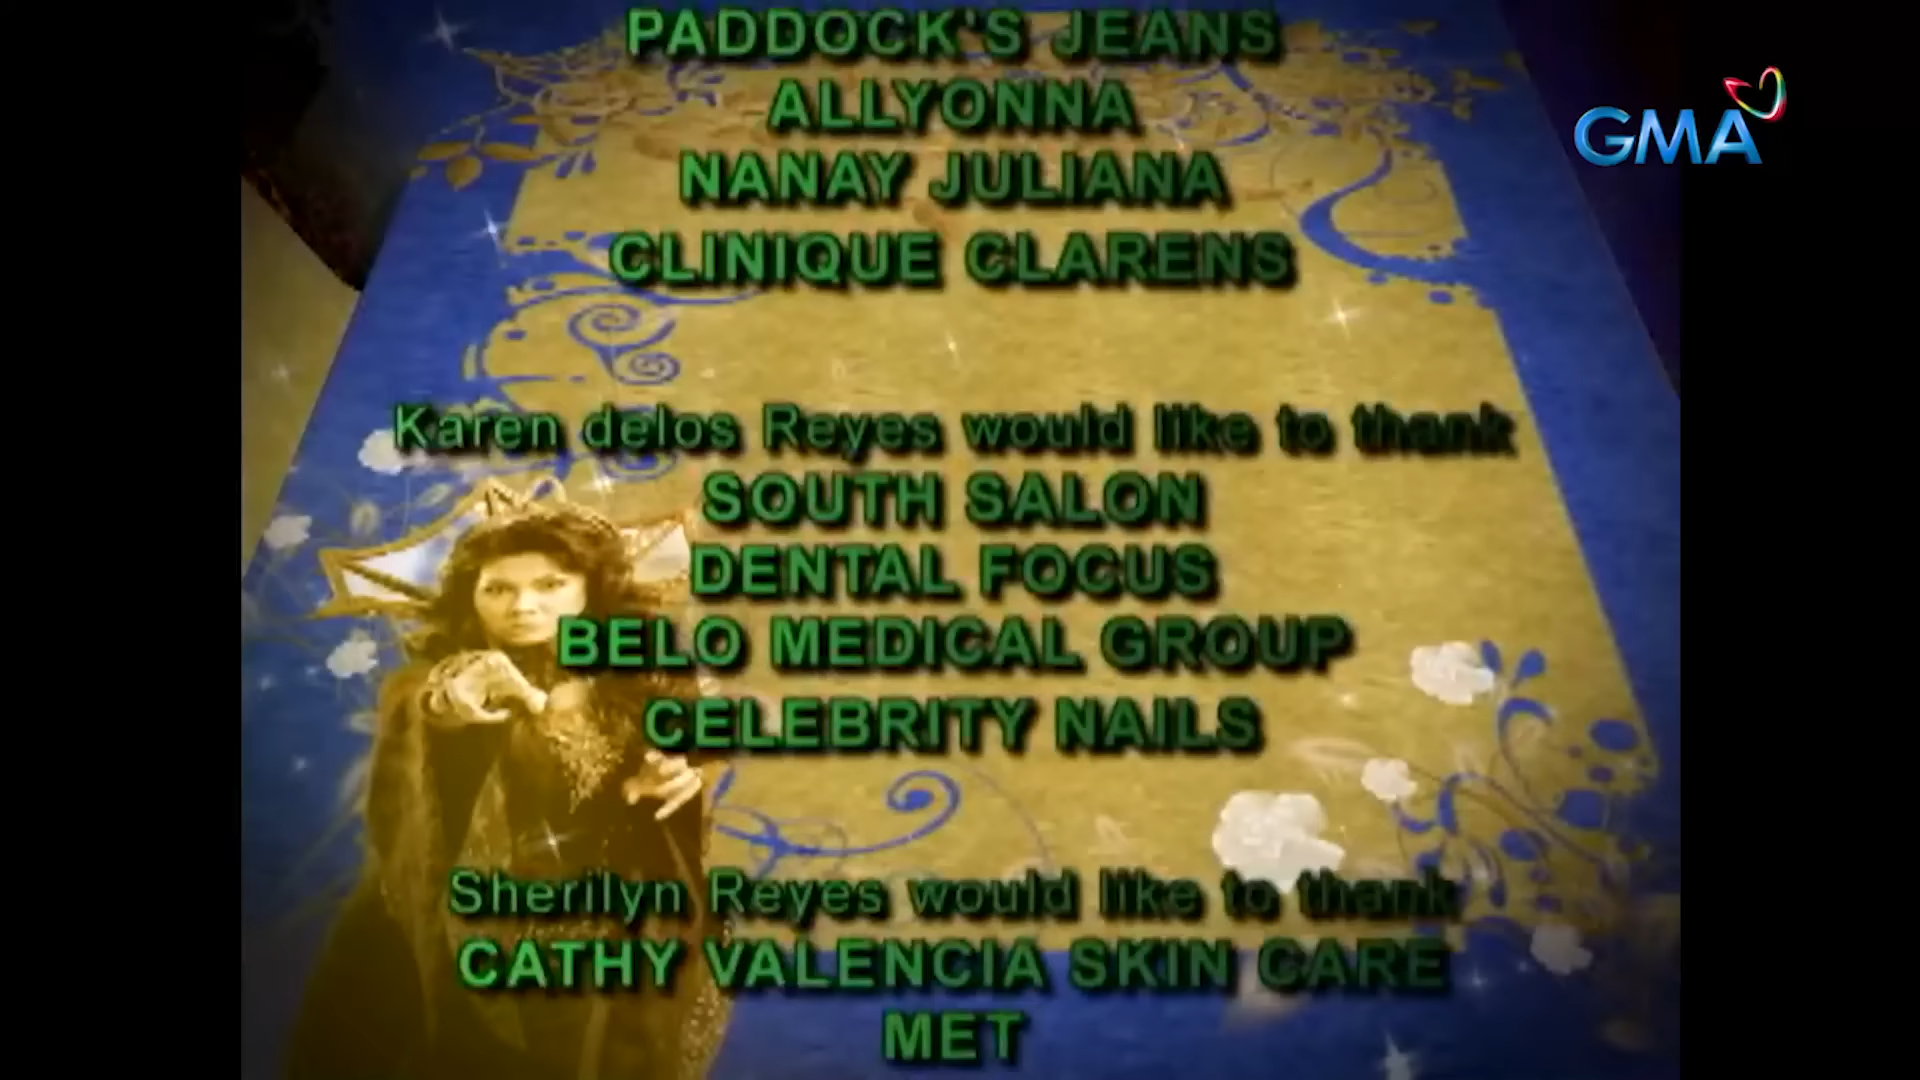 PADDOCK'S JEANS
GMA
ALLYONNA
NANAY JULIANA
CLINIQUE CLARENS
Karen delos Reyes would like to thank
SOUTH SALON
DENTAL FOCUS
BELO MEDICAL GROUP
CELEBRITY NAILS
Sherilyn Reyes would like to thank
CATHY VALENCIA SKIN CARE
MET